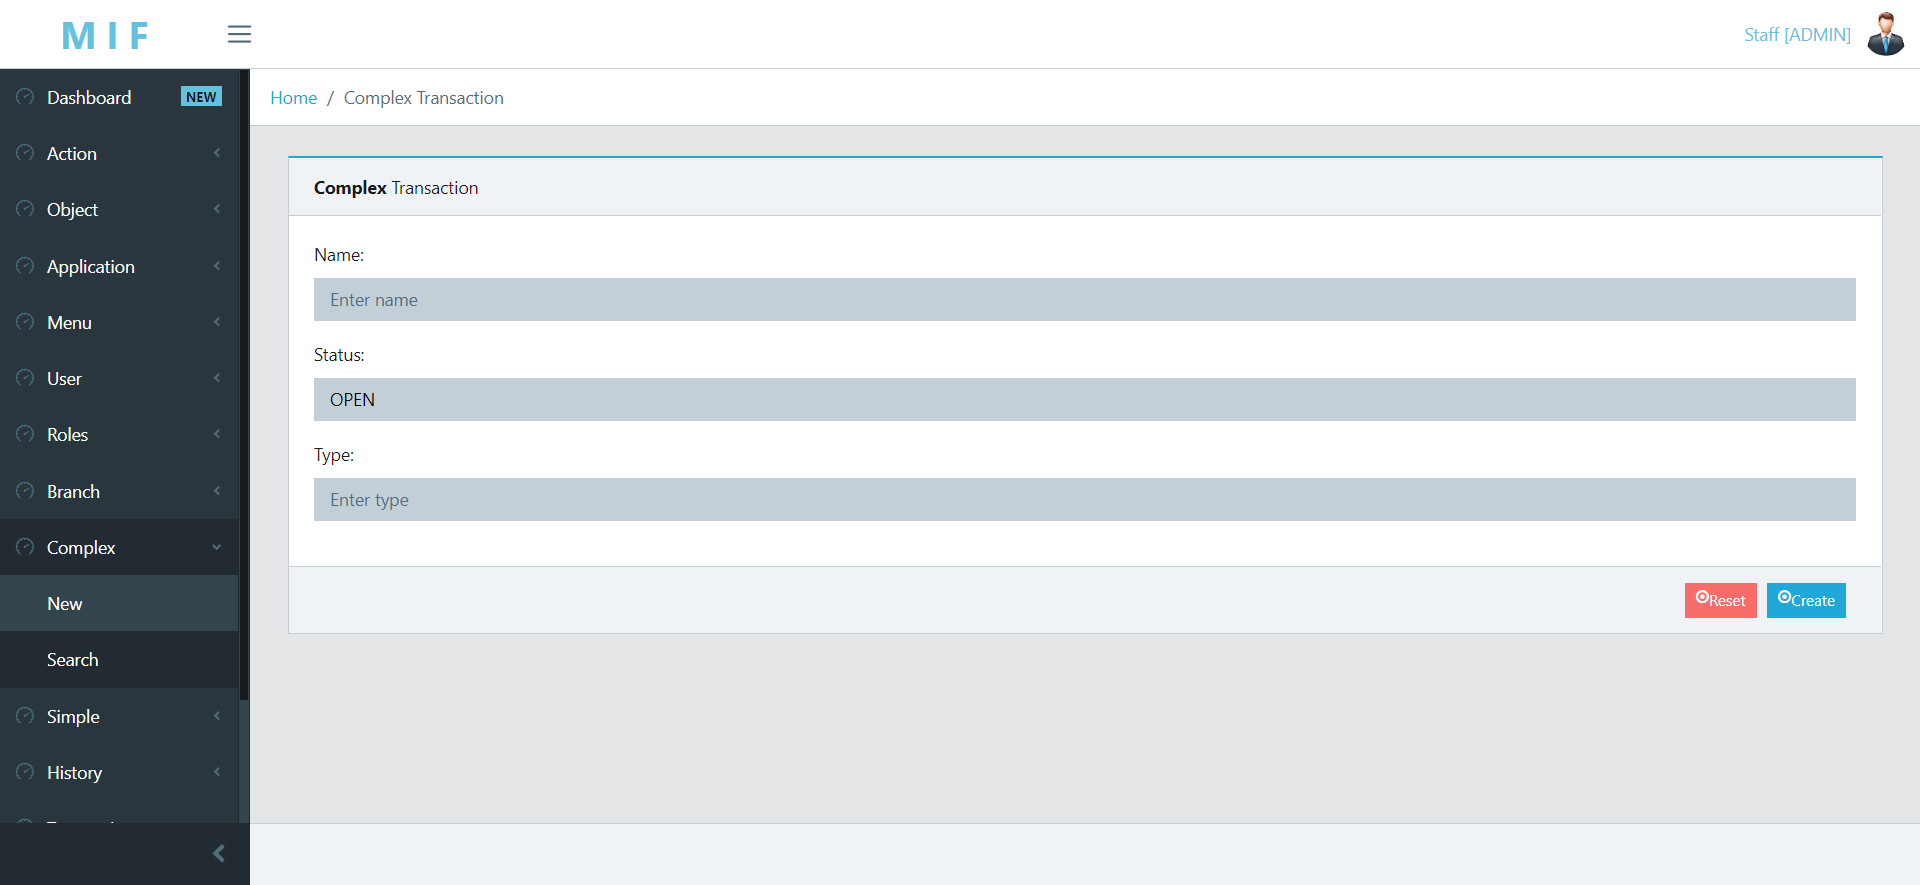 M I F
Staff [ADMIN]
Dashboard NEW
Action
Object
Application
Menu
User
Roles
Branch
Complex
New
Search
Simple
History
Home / Complex Transaction
Complex Transaction
Name:
Enter name
Status:
OPEN
Type:
Enter type
Reset
Create